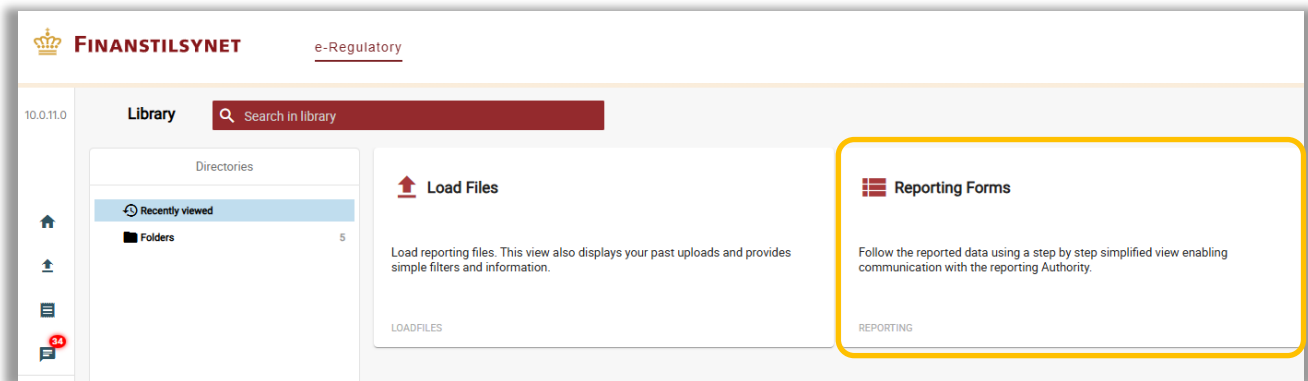 FINANSTILSYNET
e-Regulatory
10.0.11.0
Library
Search in library
Directories
Recently viewed
Folders 5
34
Load Files
Load reporting files. This view also displays your past uploads and provides
simple filters and information.
LOADFILES
Reporting Forms
Follow the reported data using a step by step simplified view enabling
communication with the reporting Authority.
REPORTING